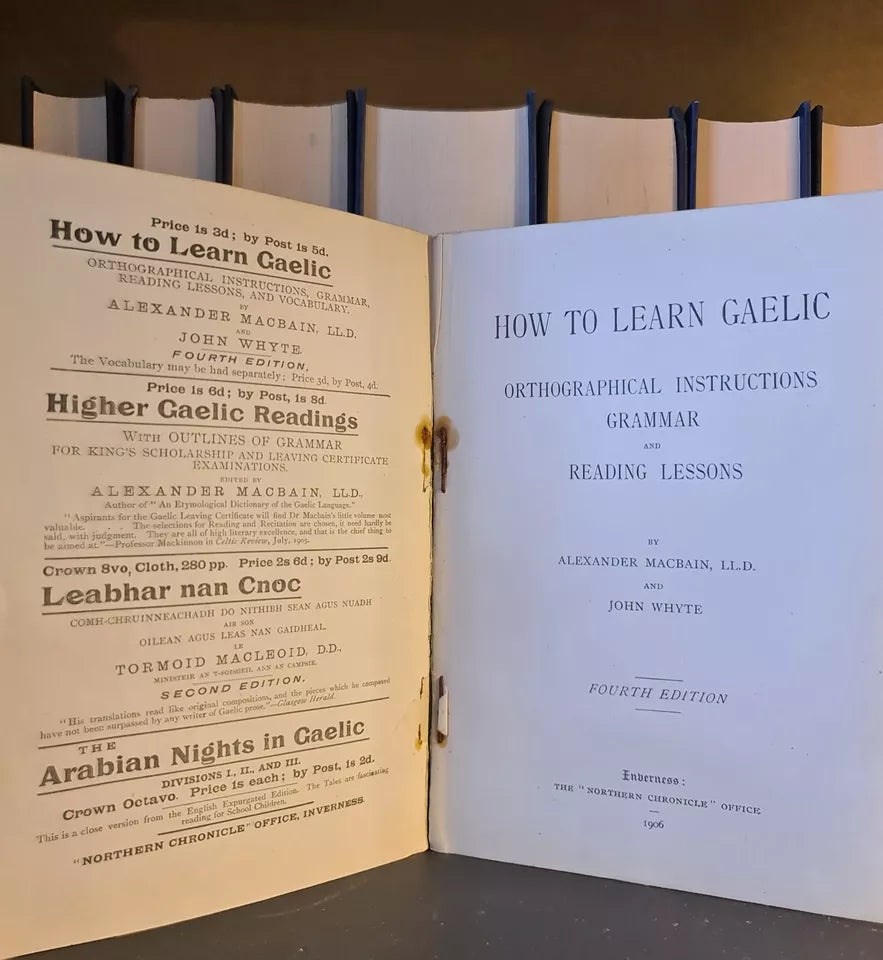 Price 1s 3d; by Post 1s 5d.
How to Learn Gaelic
ORTHOGRAPHICAL INSTRUCTIONS, GRAMMAR,
READING LESSONS, AND VOCABULARY.
BY
ALEXANDER MACBAIN, LL.D.
AND
JOHN WHYTE.
FOURTH EDITION.
The Vocabulary may be had separately; Price 3d, by Post, 4d.
Price 1s 6d; by Post, 1s 8d.
Higher Gaelic Readings
WITH OUTLINES OF GRAMMAR
FOR KING'S SCHOLARSHIP AND LEAVING CERTIFICATE
EXAMINATIONS.
EDITED BY
ALEXANDER MACBAIN, LL.D.,
Author of "An Etymological Dictionary of the Gaelic Language."
"Aspirants for the Gaelic Leaving Certificate will find Dr Macbain's little volume most
valuable. . . . The selections for Reading and Recitation are chosen, it need hardly be
said, with judgment. They are all of high literary excellence, and that is the chief thing to
be aimed at."—Professor Mackinnon in Celtic Review, July, 1905.
Crown 8vo, Cloth, 280 pp. Price 2s 6d; by Post 2s 9d.
Leabhar nan Cnoc
COMH-CHRUINNEACHADH DO NITHIBH SEAN AGUS NUADH
AIR SON
OILEAN AGUS LEAS NAN GAIDHEAL.
LE
TORMOID MACLEOID, D.D.,
MINISTEIR AN T-SOISGEIL ANN AN CAMPSIE.
SECOND EDITION.
"His translations read like original compositions, and the pieces which he composed
have not been surpassed by any writer of Gaelic prose."—Glasgow Herald.
THE
Arabian Nights in Gaelic
DIVISIONS I., II., AND III.
Crown Octavo. Price 1s each; by Post, 1s 2d.
This is a close version from the English Expurgated Edition. The Tales are fascinating
reading for School Children.
"NORTHERN CHRONICLE" OFFICE, INVERNESS.
HOW TO LEARN GAELIC
ORTHOGRAPHICAL INSTRUCTIONS
GRAMMAR
AND
READING LESSONS
BY
ALEXANDER MACBAIN, LL.D.
AND
JOHN WHYTE
FOURTH EDITION
Inverness:
THE "NORTHERN CHRONICLE" OFFICE
1906